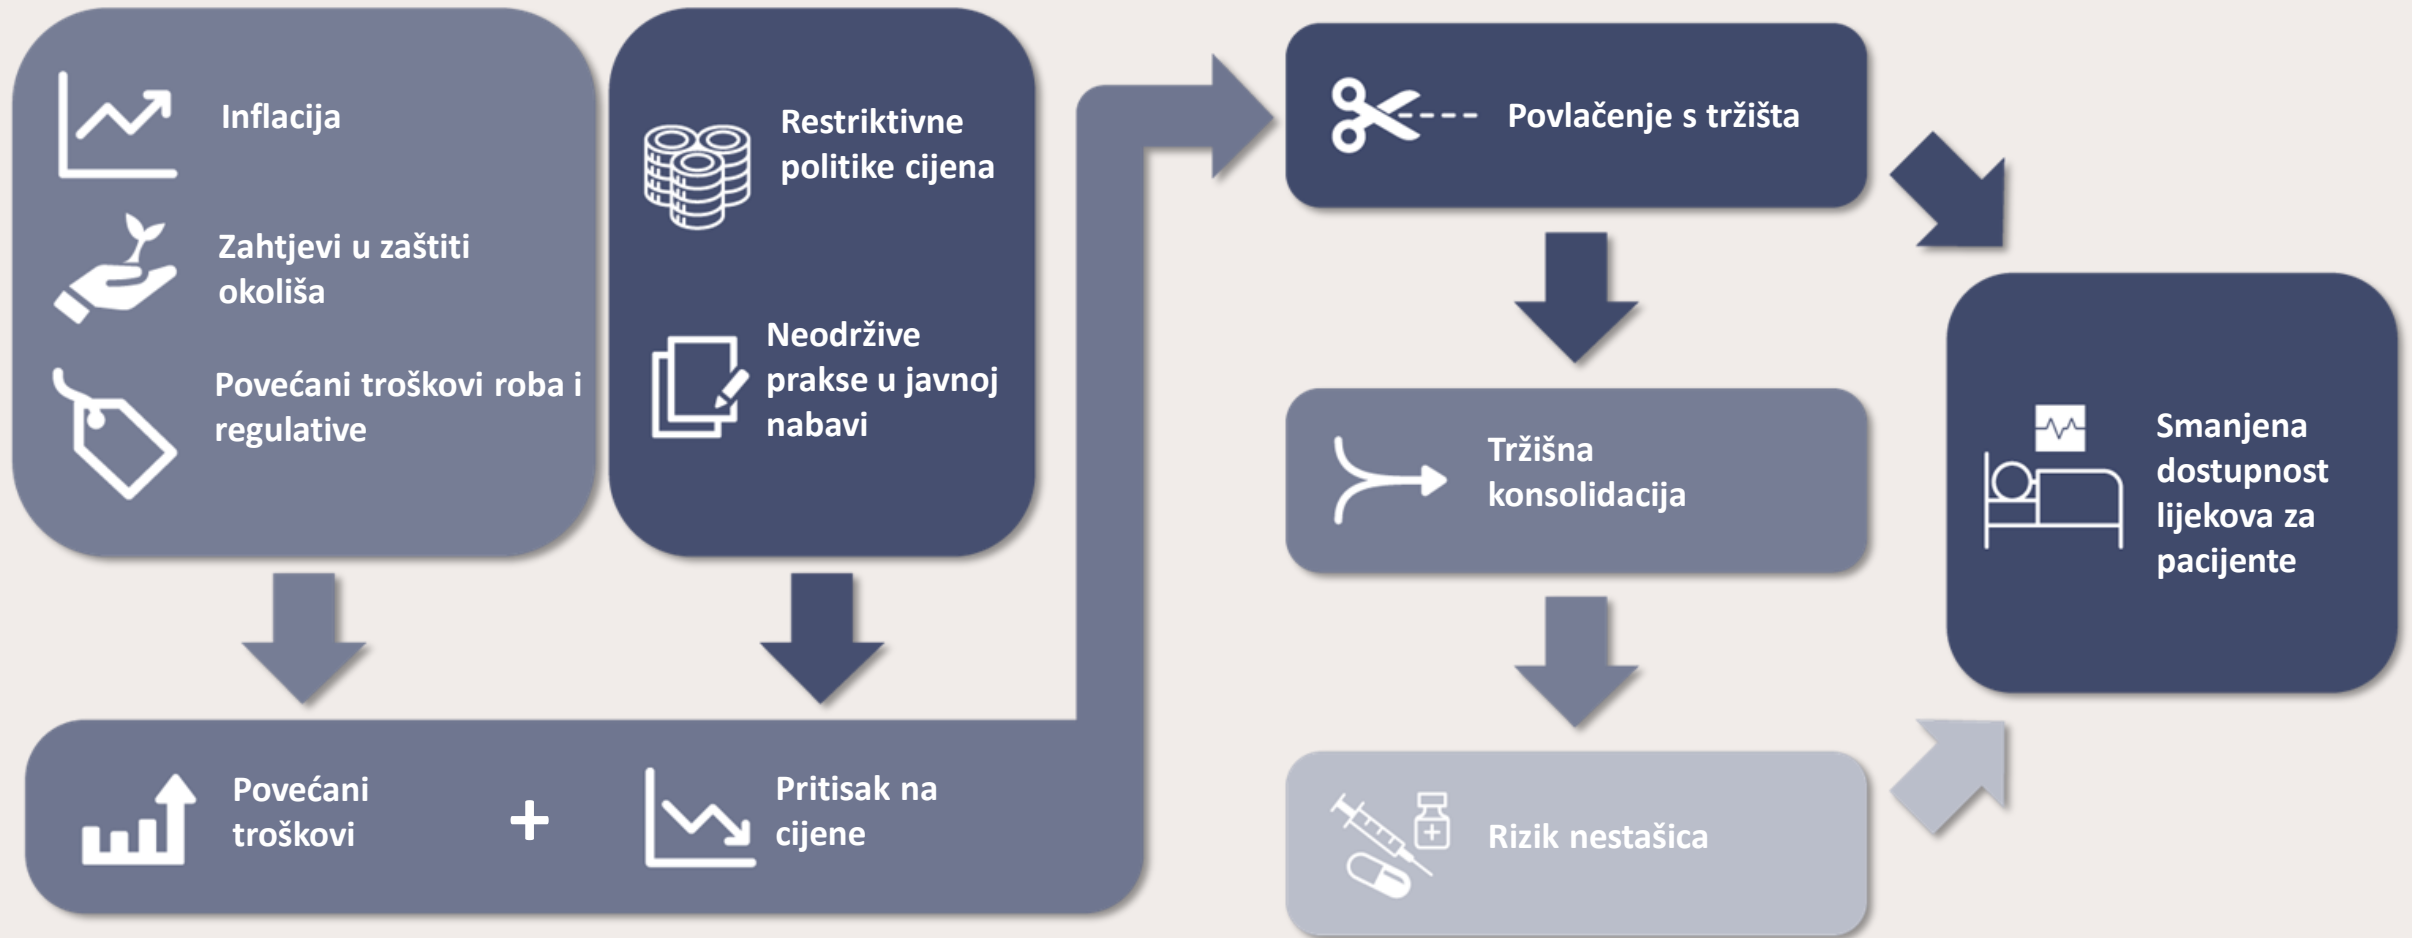 Inflacija
Zahtjevi u zaštiti
okoliša
Povećani troškovi roba i
regulative
Restriktivne
politike cijena
Neodržive
prakse u javnoj
nabavi
Povećani
troškovi
+
Pritisak na
cijene
Povlačenje s tržišta
Tržišna
konsolidacija
Rizik nestašica
Smanjena
dostupnost
lijekova za
pacijente